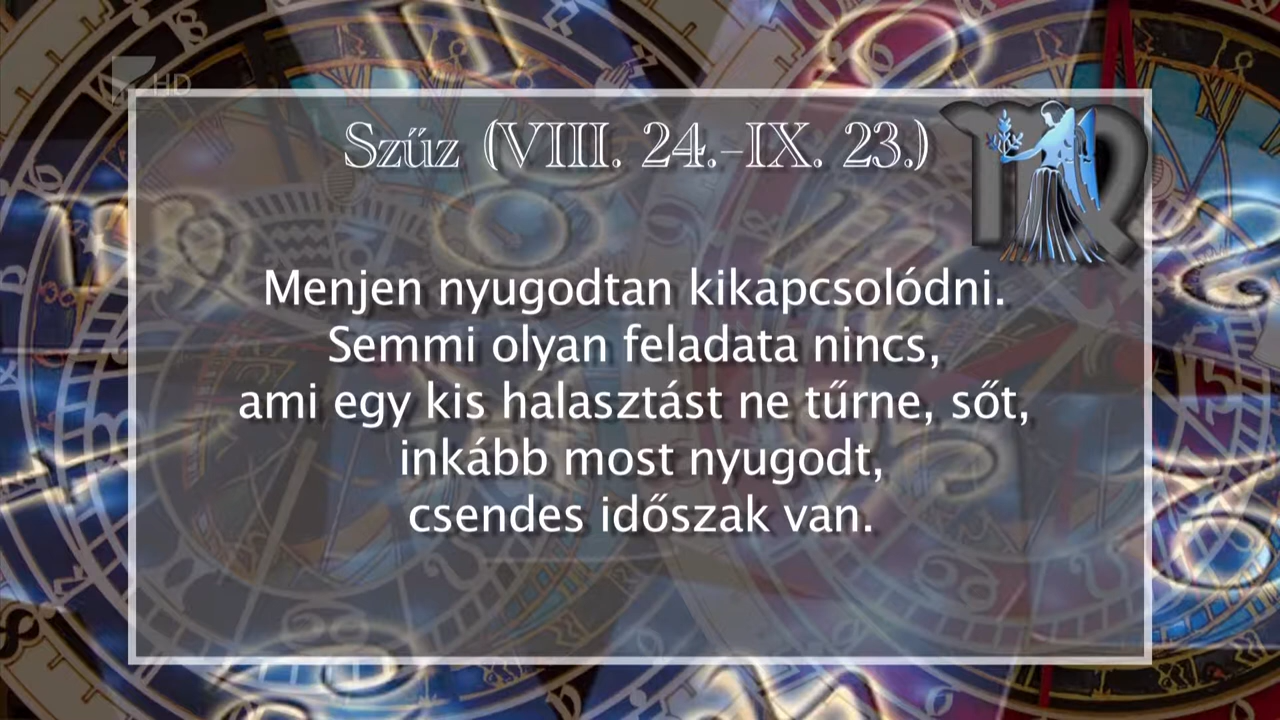 HD
Szűz (VIII. 24.-IX. 23.)
Menjen nyugodtan kikapcsolódni.
Semmi olyan feladata nincs,
ami egy kis halasztást ne tűrne, sőt,
inkább most nyugodt,
csendes időszak van.